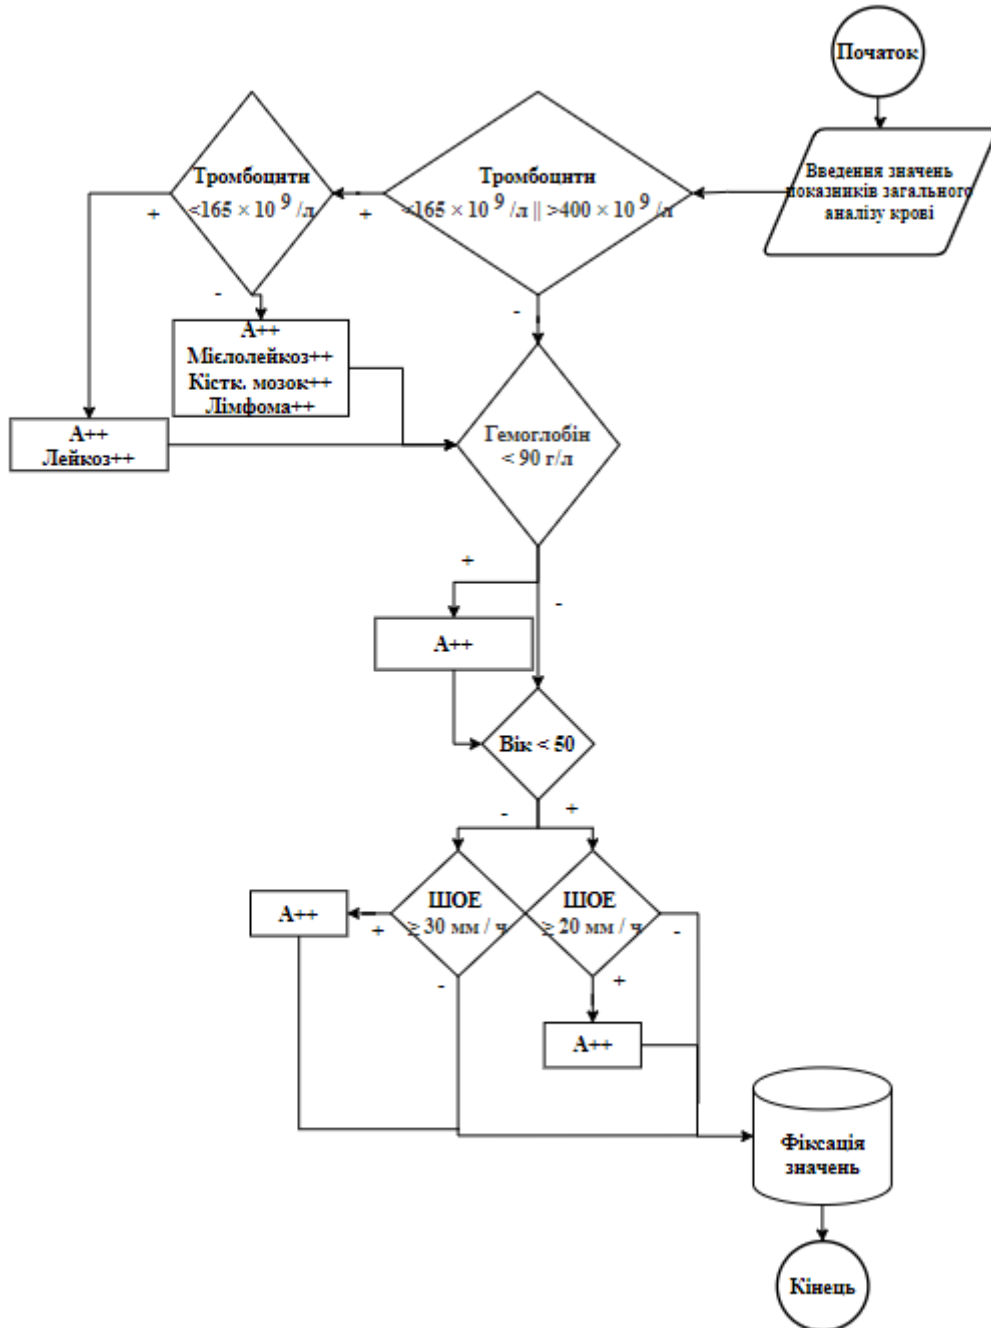 Початок
Введення значень
показників загального
аналізу крові
Тромбоцити
<165 × 10 9 /л || >400 × 10 9 /л
+
-
Тромбоцити
<165 × 10 9 /л
+
-
А++
Мієлолейкоз++
Кістк. мозок++
Лімфома++
А++
Лейкоз++
Гемоглобін
< 90 г/л
+
-
А++
Вік < 50
-
+
ШОЕ
≥ 30 мм / ч
+
-
А++
ШОЕ
≥ 20 мм / ч
-
+
А++
Фіксація
значень
Кінець